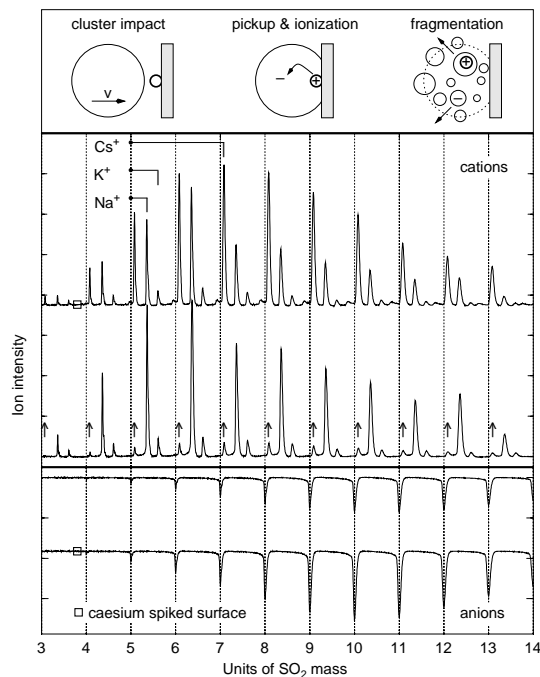 cluster impact
pickup & ionization
fragmentation
v
−
+
+
−
Cs+
K+
Na+
cations
Ion intensity
caesium spiked surface
anions
3 4 5 6 7 8 9 10 11 12 13 14
Units of SO2 mass